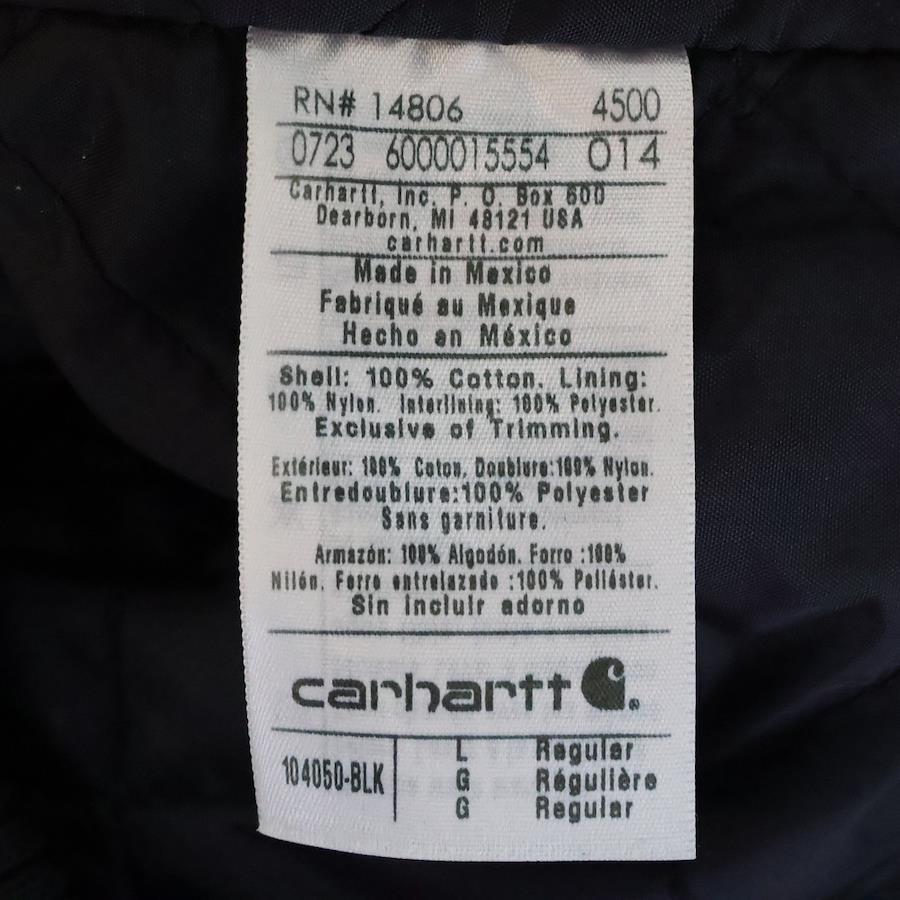 RN# 14806 4500
0723 6000015554 014
Carhartt, Inc. P. O. Box 600
Dearborn, MI 48121 USA
carhartt.com
Made in Mexico
Fabriqué au Mexique
Hecho en México
Shell: 100% Cotton. Lining:
100% Nylon. Interlining: 100% Polyester.
Exclusive of Trimming.
Extérieur: 100% Coton, Doublure:100% Nylon.
Entredoublure:100% Polyester
Sans garniture.
Armazón: 100% Algodón. Forro :100%
Nilón. Forro entrelazado :100% Poliéster.
Sin incluir adorno
carhartt
104050-BLK L Regular
G Régulière
G Regular